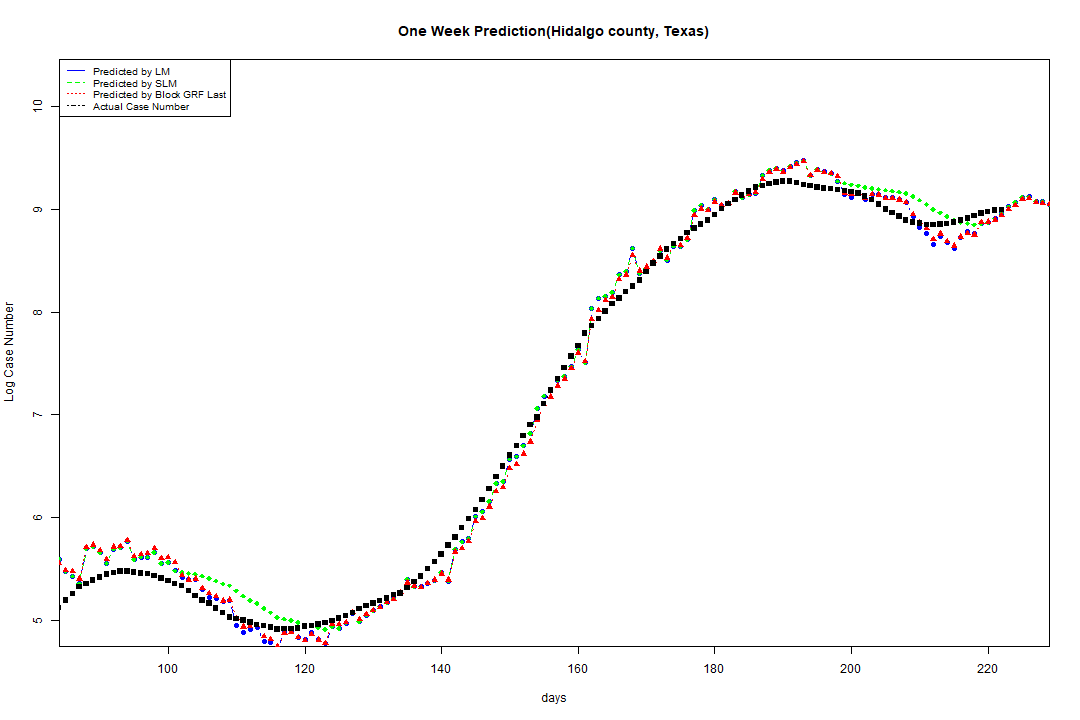 One Week Prediction(Hidalgo county, Texas)
Predicted by LM
Predicted by SLM
Predicted by Block GRF Last
Actual Case Number
Log Case Number
10
9
8
7
6
5
100 120 140 160 180 200 220
days